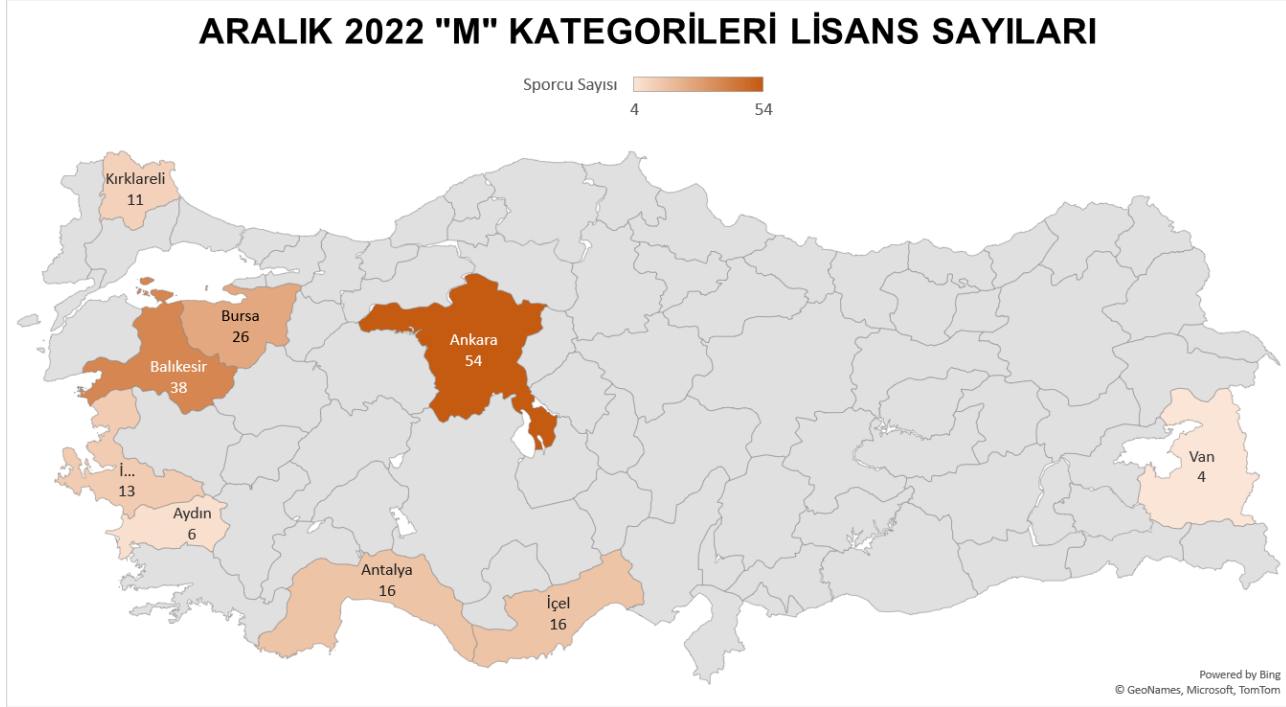 ARALIK 2022 "M" KATEGORİLERİ LİSANS SAYILARI
Sporcu Sayısı
4 54
Kırklareli
11
Bursa
26
Ankara
54
Balıkesir
38
Van
4
İ...
13
Aydın
6
Antalya
16
İçel
16
Powered by Bing
© GeoNames, Microsoft, TomTom